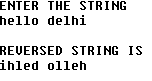 ENTER THE STRING
hello delhi
REVERSED STRING IS
ihled olleh